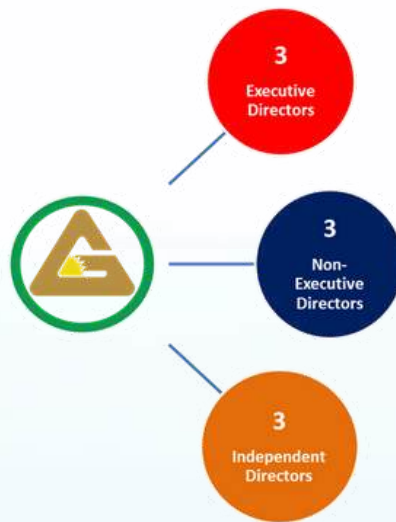 3
Executive
Directors
3
Non-
Executive
Directors
3
Independent
Directors